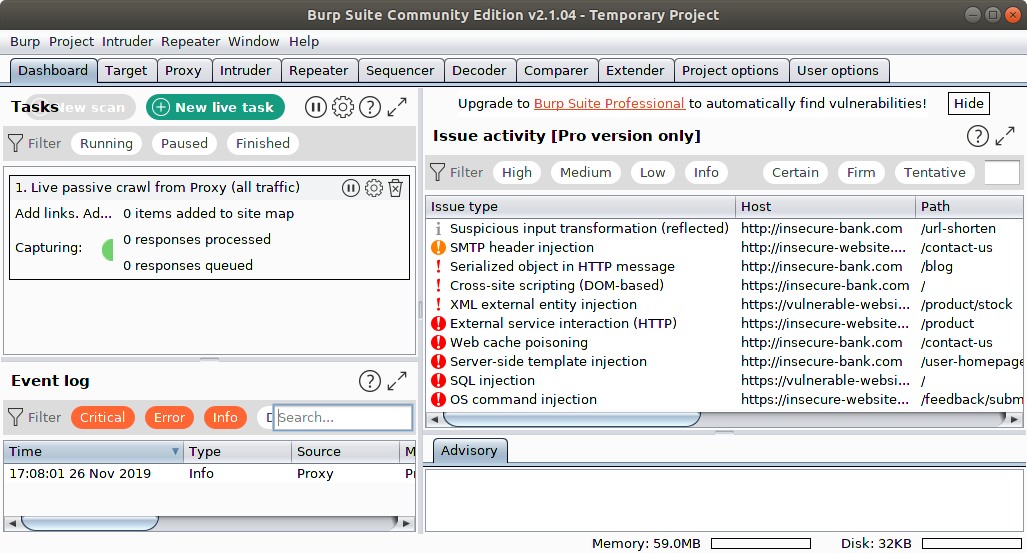 Burp Suite Community Edition v2.1.04 - Temporary Project
Burp Project Intruder Repeater Window Help
Dashboard Target Proxy Intruder Repeater Sequencer Decoder Comparer Extender Project options User options
Tasks New scan New live task
Filter Running Paused Finished
1. Live passive crawl from Proxy (all traffic)
Add links. Ad... 0 items added to site map
0 responses processed
Capturing:
0 responses queued
Event log
Filter Critical Error Info Search...
Time Type Source M
17:08:01 26 Nov 2019 Info Proxy Pr
Upgrade to Burp Suite Professional to automatically find vulnerabilities! Hide
Issue activity [Pro version only]
Filter High Medium Low Info Certain Firm Tentative
Issue type Host Path
Suspicious input transformation (reflected) http://insecure-bank.com /url-shorten
SMTP header injection http://insecure-website.... /contact-us
Serialized object in HTTP message http://insecure-bank.com /blog
Cross-site scripting (DOM-based) https://insecure-bank.com /
XML external entity injection https://vulnerable-websi... /product/stock
External service interaction (HTTP) https://insecure-website... /product
Web cache poisoning http://insecure-bank.com /contact-us
Server-side template injection http://insecure-bank.com /user-homepage
SQL injection https://vulnerable-websi... /
OS command injection https://insecure-website... /feedback/subm
Advisory
Memory: 59.0MB Disk: 32KB